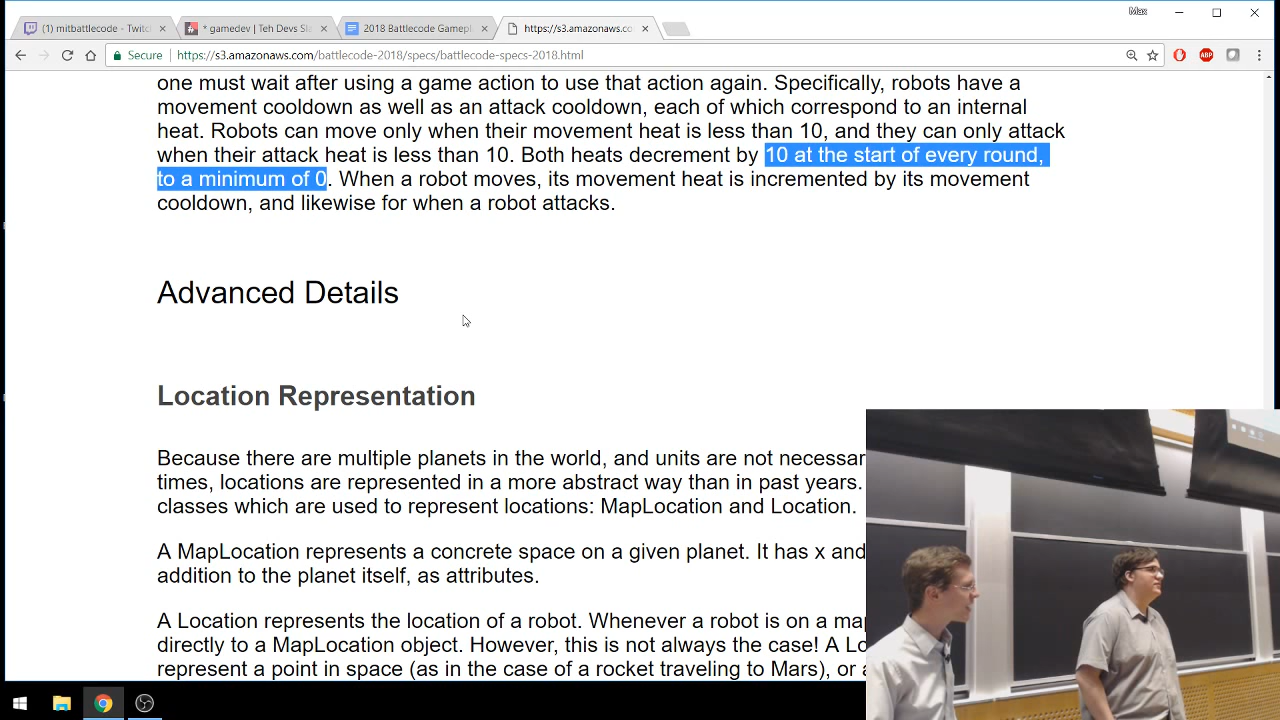 Max
(1) mitbattlecode - Twitc
* gamedev | Teh Devs Sla
2018 Battlecode Gamepl
https://s3.amazonaws.co
Secure
https://s3.amazonaws.com/battlecode-2018/specs/battlecode-specs-2018.html
ABP
one must wait after using a game action to use that action again. Specifically, robots have a
movement cooldown as well as an attack cooldown, each of which correspond to an internal
heat. Robots can move only when their movement heat is less than 10, and they can only attack
when their attack heat is less than 10. Both heats decrement by 10 at the start of every round,
to a minimum of 0. When a robot moves, its movement heat is incremented by its movement
cooldown, and likewise for when a robot attacks.
Advanced Details
Location Representation
Because there are multiple planets in the world, and units are not necessar
times, locations are represented in a more abstract way than in past years.
classes which are used to represent locations: MapLocation and Location.
A MapLocation represents a concrete space on a given planet. It has x and
addition to the planet itself, as attributes.
A Location represents the location of a robot. Whenever a robot is on a map
directly to a MapLocation object. However, this is not always the case! A Lo
represent a point in space (as in the case of a rocket traveling to Mars), or a